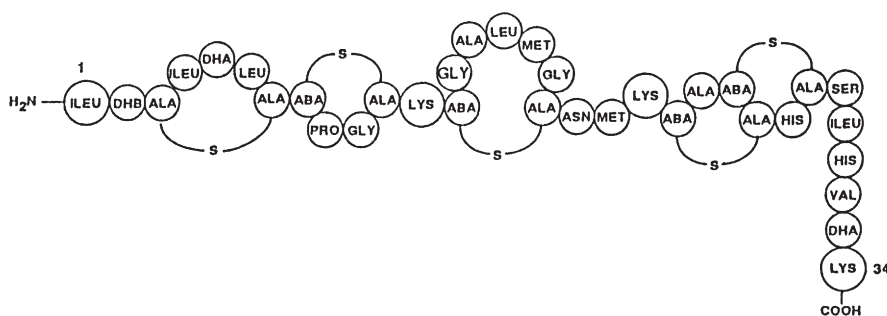 1
H₂N
ILEU
DHB
ALA
ILEU
DHA
LEU
ALA
S
ABA
PRO
GLY
ALA
S
LYS
ABA
GLY
ALA
LEU
MET
GLY
ALA
S
ASN
MET
LYS
ABA
ALA
ABA
ALA
S
HIS
ALA
S
SER
ILEU
HIS
VAL
DHA
LYS
34
COOH